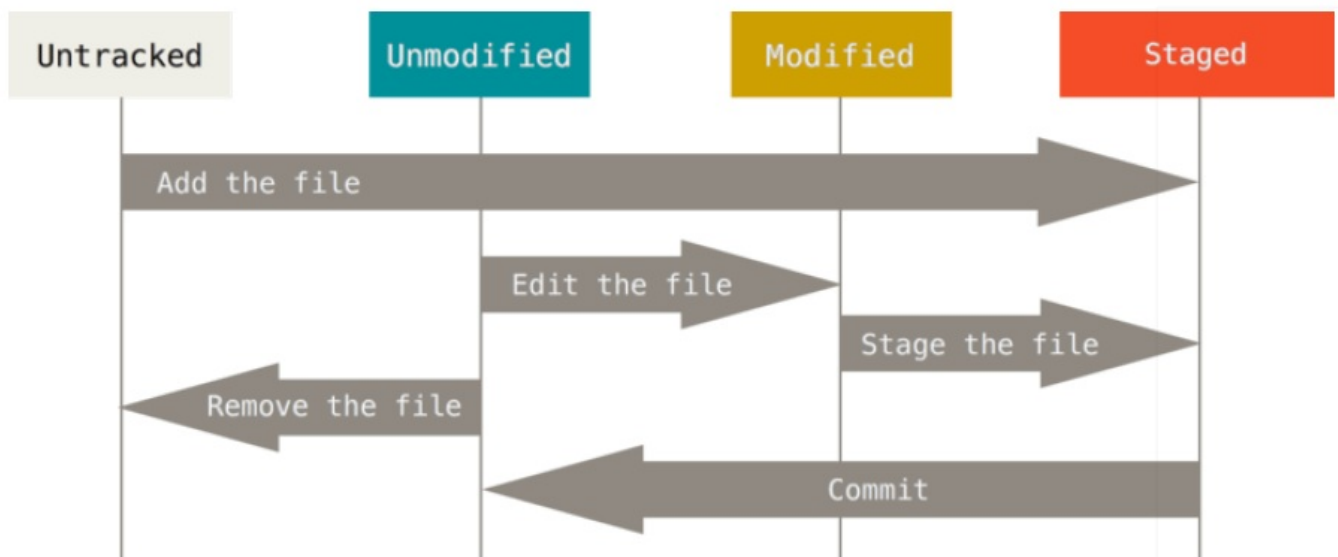 Untracked
Unmodified
Modified
Staged
Add the file
Edit the file
Stage the file
Remove the file
Commit